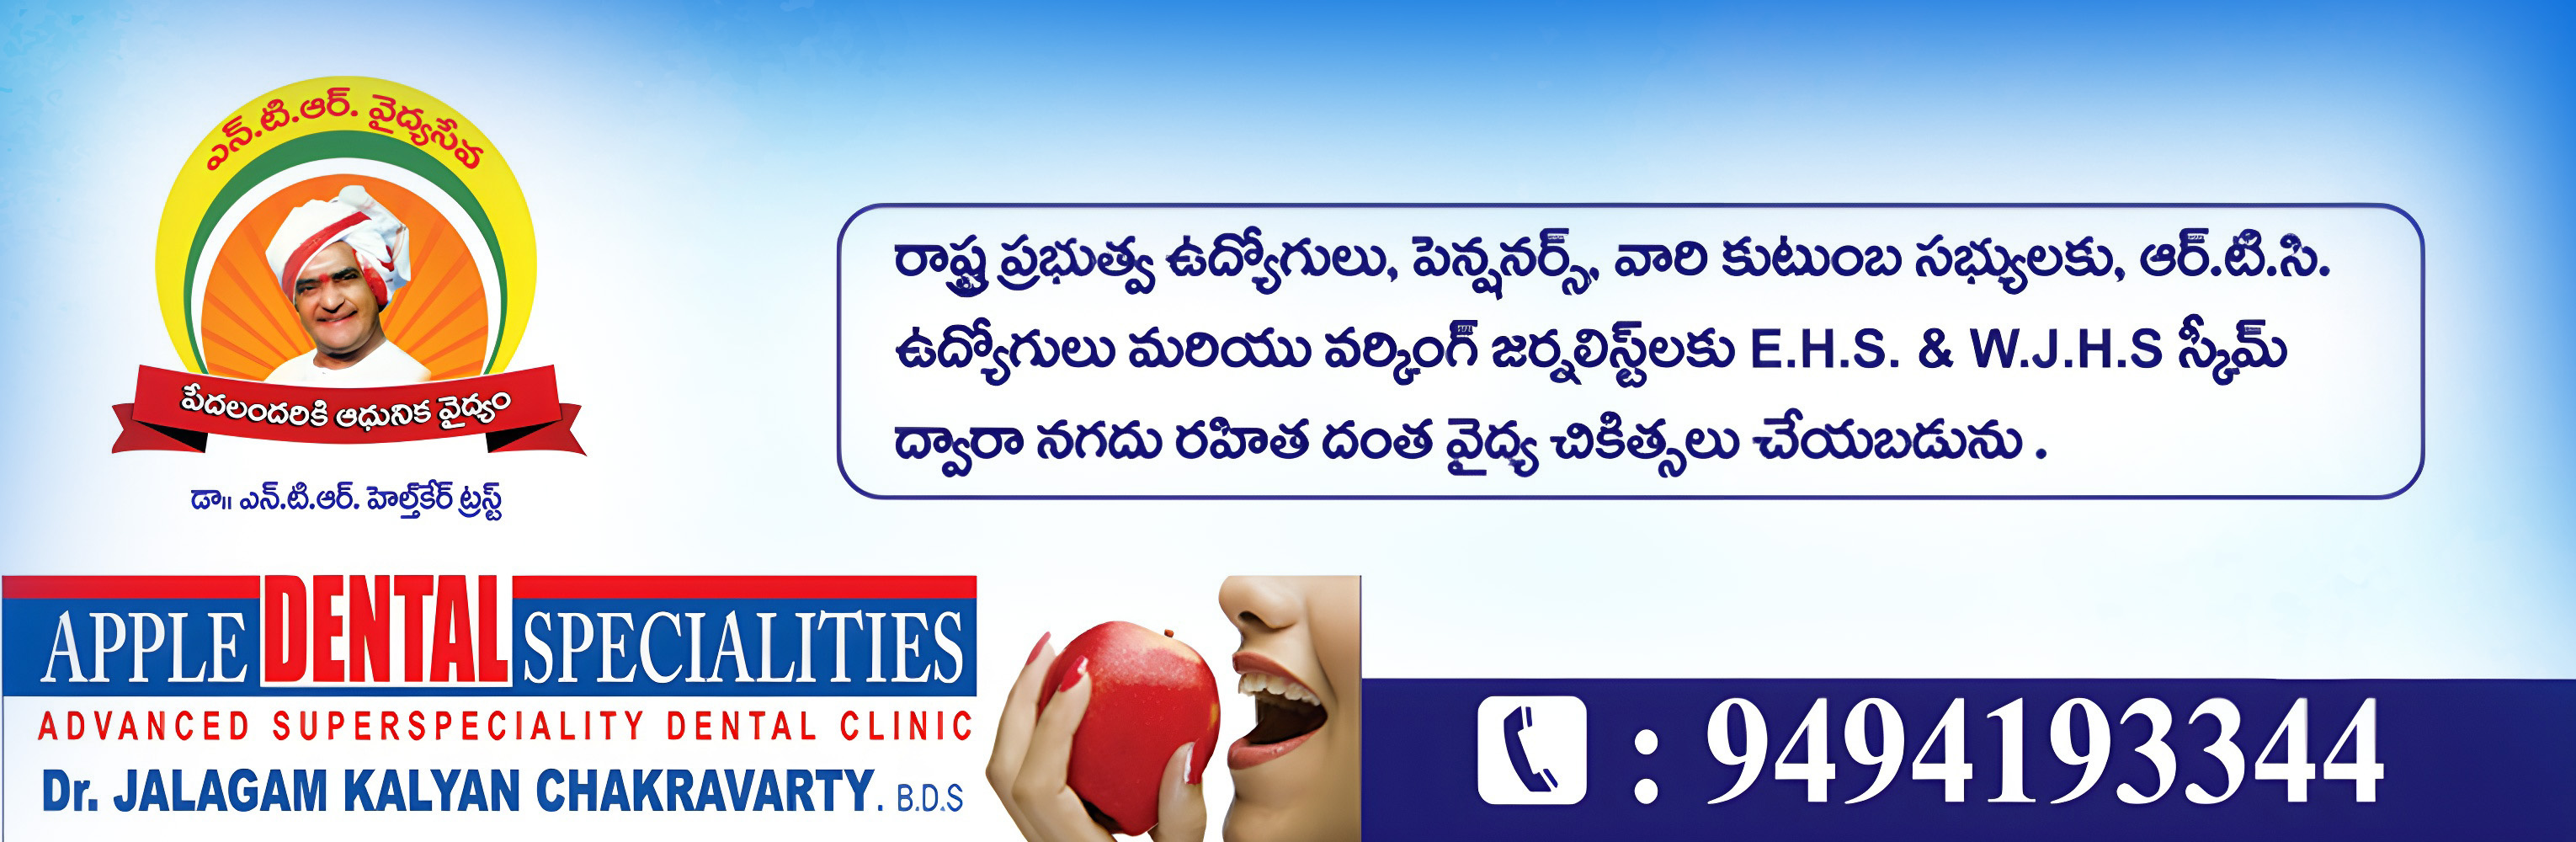 ఎన్.టి.ఆర్. వైద్యసేవ
పేదలందరికి ఆధునిక వైద్యం
డా॥ ఎన్.టి.ఆర్. హెల్త్‌కేర్ ట్రస్ట్
రాష్ట్ర ప్రభుత్వ ఉద్యోగులు, పెన్షనర్స్, వారి కుటుంబ సభ్యులకు, ఆర్.టి.సి.
ఉద్యోగులు మరియు వర్కింగ్ జర్నలిస్ట్‌లకు E.H.S. & W.J.H.S స్కీమ్
ద్వారా నగదు రహిత దంత వైద్య చికిత్సలు చేయబడును .
APPLE DENTAL SPECIALITIES
ADVANCED SUPERSPECIALITY DENTAL CLINIC
Dr. JALAGAM KALYAN CHAKRAVARTY. B.D.S
: 9494193344